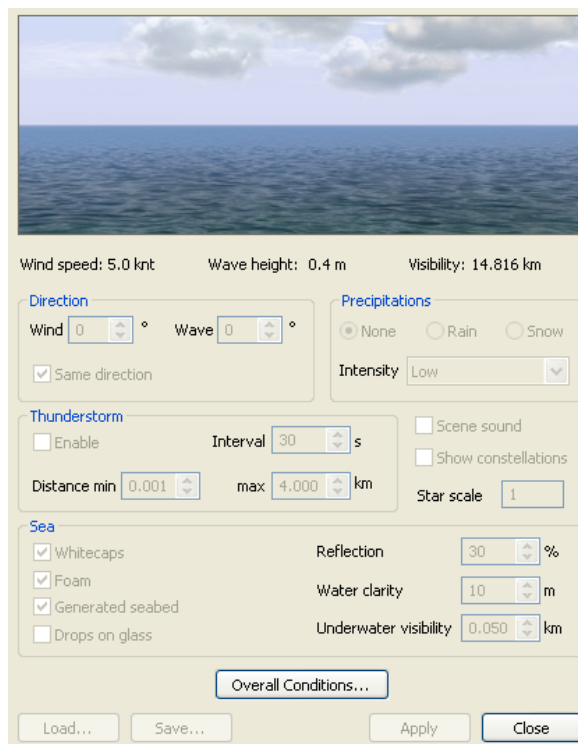 Wind speed: 5.0 knt Wave height: 0.4 m Visibility: 14.816 km
Direction Precipitations
Wind 0 ° Wave 0 ° None Rain Snow
Same direction Intensity Low
Thunderstorm
Enable Interval 30 s Scene sound
Show constellations
Distance min 0.001 max 4.000 km Star scale 1
Sea
Whitecaps Reflection 30 %
Foam Water clarity 10 m
Generated seabed
Drops on glass Underwater visibility 0.050 km
Overall Conditions...
Load... Save... Apply Close